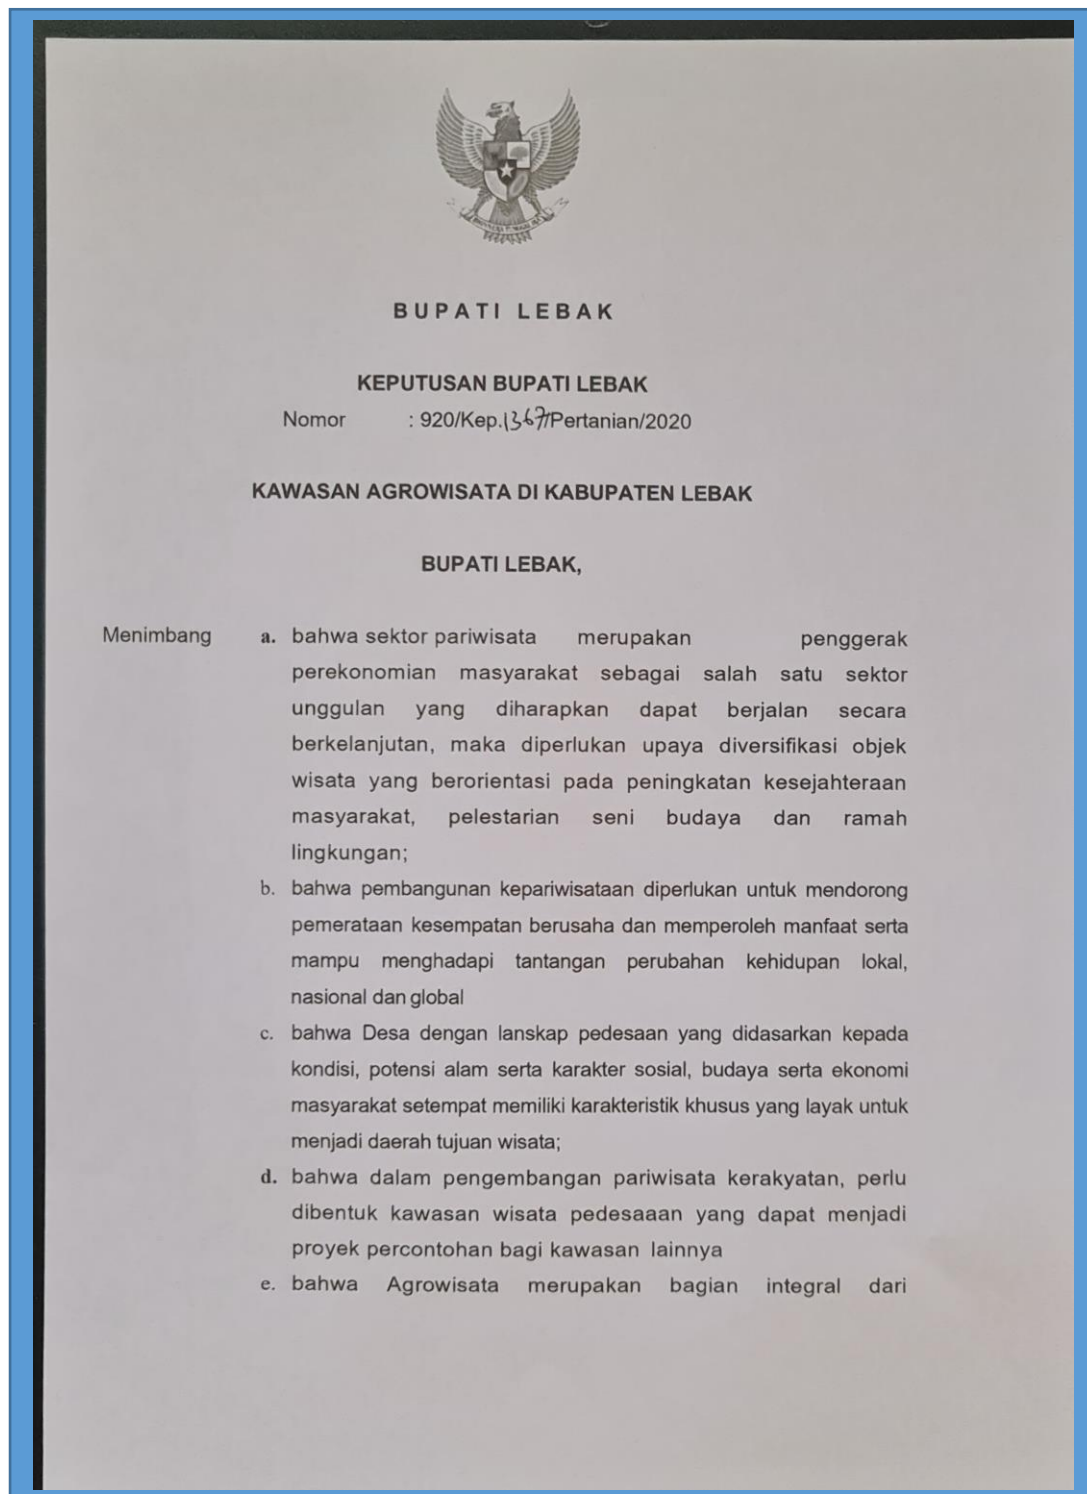 BUPATI LEBAK
KEPUTUSAN BUPATI LEBAK
Nomor : 920/Kep.1367/Pertanian/2020
KAWASAN AGROWISATA DI KABUPATEN LEBAK
BUPATI LEBAK,
Menimbang a. bahwa sektor pariwisata merupakan penggerak
perekonomian masyarakat sebagai salah satu sektor
unggulan yang diharapkan dapat berjalan secara
berkelanjutan, maka diperlukan upaya diversifikasi objek
wisata yang berorientasi pada peningkatan kesejahteraan
masyarakat, pelestarian seni budaya dan ramah
lingkungan;
b. bahwa pembangunan kepariwisataan diperlukan untuk mendorong
pemerataan kesempatan berusaha dan memperoleh manfaat serta
mampu menghadapi tantangan perubahan kehidupan lokal,
nasional dan global
c. bahwa Desa dengan lanskap pedesaan yang didasarkan kepada
kondisi, potensi alam serta karakter sosial, budaya serta ekonomi
masyarakat setempat memiliki karakteristik khusus yang layak untuk
menjadi daerah tujuan wisata;
d. bahwa dalam pengembangan pariwisata kerakyatan, perlu
dibentuk kawasan wisata pedesaaan yang dapat menjadi
proyek percontohan bagi kawasan lainnya
e. bahwa Agrowisata merupakan bagian integral dari